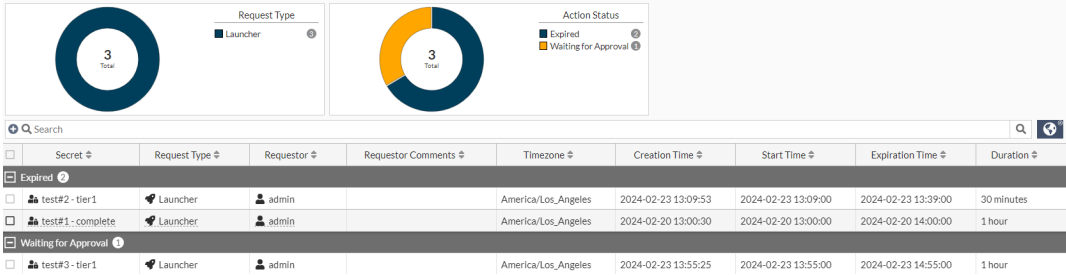 Request Type
Launcher 3
3
Total
Action Status
Expired 2
Waiting for Approval 1
3
Total
Search
Secret Request Type Requestor Requestor Comments Timezone Creation Time Start Time Expiration Time Duration
Expired 2
test#2 - tier1 Launcher admin America/Los_Angeles 2024-02-23 13:09:53 2024-02-23 13:09:00 2024-02-23 13:39:00 30 minutes
test#1 - complete Launcher admin America/Los_Angeles 2024-02-20 13:00:30 2024-02-20 13:00:00 2024-02-20 14:00:00 1 hour
Waiting for Approval 1
test#3 - tier1 Launcher admin America/Los_Angeles 2024-02-23 13:55:25 2024-02-23 13:55:00 2024-02-23 14:55:00 1 hour